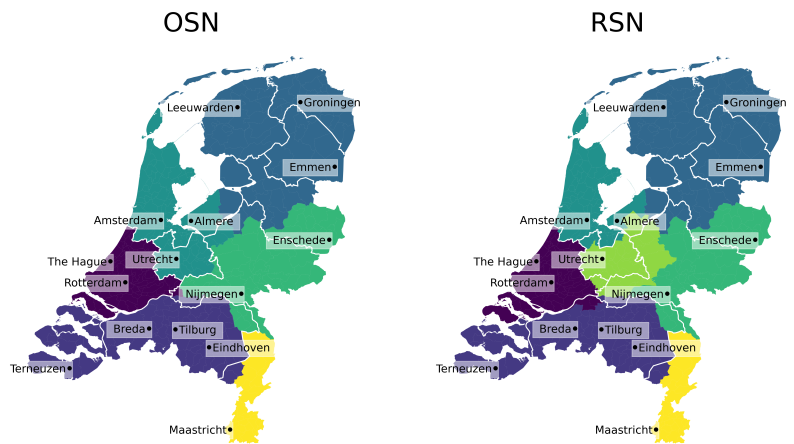 OSN
Leeuwarden
Groningen
Emmen
Amsterdam
Almere
Enschede
Utrecht
The Hague
Rotterdam
Nijmegen
Breda
Tilburg
Eindhoven
Terneuzen
Maastricht
RSN
Leeuwarden
Groningen
Emmen
Amsterdam
Almere
Enschede
Utrecht
The Hague
Rotterdam
Nijmegen
Breda
Tilburg
Eindhoven
Terneuzen
Maastricht